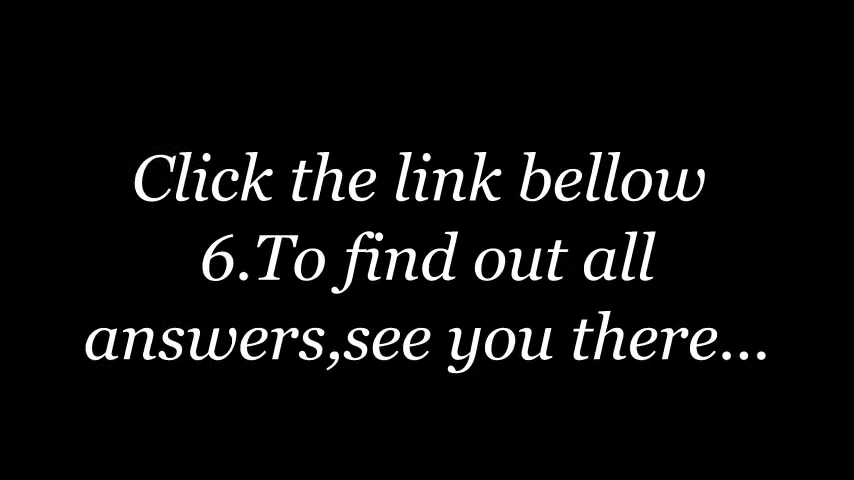 Click the link bellow
6.To find out all
answers,see you there...